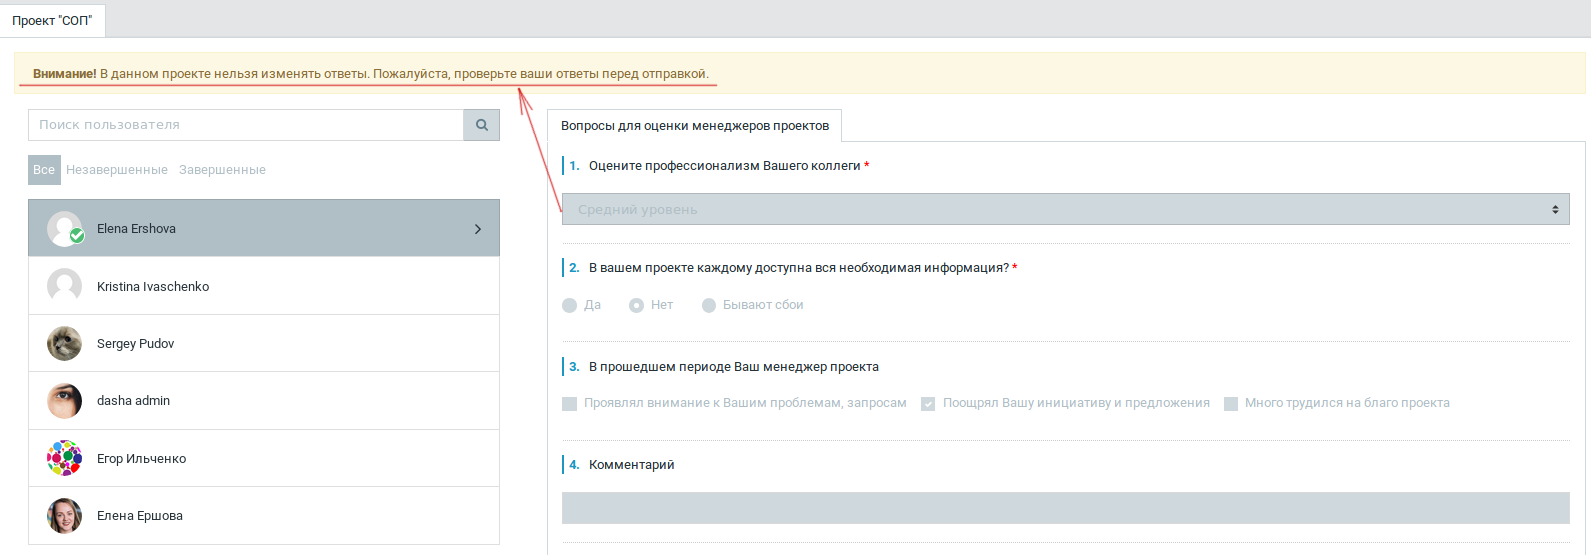 Проект "СОП"
Внимание! В данном проекте нельзя изменять ответы. Пожалуйста, проверьте ваши ответы перед отправкой.
Поиск пользователя
Все Незавершенные Завершенные
Elena Ershova
Kristina Ivaschenko
Sergey Pudov
dasha admin
Егор Ильченко
Елена Ершова
Вопросы для оценки менеджеров проектов
1. Оцените профессионализм Вашего коллеги *
Средний уровень
2. В вашем проекте каждому доступна вся необходимая информация? *
Да Нет Бывают сбои
3. В прошедшем периоде Ваш менеджер проекта
Проявлял внимание к Вашим проблемам, запросам Поощрял Вашу инициативу и предложения Много трудился на благо проекта
4. Комментарий